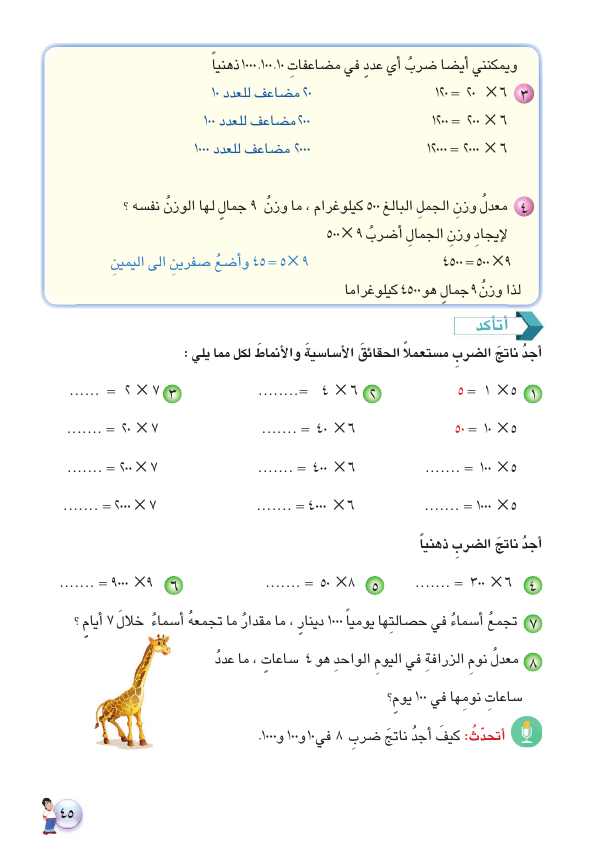 ويمكنني أيضا ضربُ أي عددٍ في مضاعفاتِ ١٠، ١٠٠، ١٠٠٠ ذهنياً
٣ ٦ × ٢٠ = ١٢٠ ٢٠ مضاعف للعدد ١٠
٦ × ٢٠٠ = ١٢٠٠ ٢٠٠ مضاعف للعدد ١٠٠
٦ × ٢٠٠٠ = ١٢٠٠٠ ٢٠٠٠ مضاعف للعدد ١٠٠٠
٤ معدلُ وزنِ الجملِ البالغ ٥٠٠ كيلوغرام ، ما وزنُ ٩ جمالٍ لها الوزنُ نفسه ؟
لإيجادِ وزنِ الجمالِ أضربُ ٩ × ٥٠٠
٩ × ٥٠٠ = ٤٥٠٠ ٩ × ٥ = ٤٥ وأضعُ صفرينِ الى اليمينِ
لذا وزنُ ٩ جمالٍ هو ٤٥٠٠ كيلوغراما
أتأكد
أجدُ ناتجَ الضربِ مستعملاً الحقائقَ الأساسيةَ والأنماطَ لكل مما يلي :
١ ٥ × ١ = ٥ ٢ ٦ × ٤ = ........ ٣ ٧ × ٢ = ......
٥ × ١٠ = ٥٠ ٦ × ٤٠ = ....... ٧ × ٢٠ = .......
٥ × ١٠٠ = ....... ٦ × ٤٠٠ = ....... ٧ × ٢٠٠ = .......
٥ × ١٠٠٠ = ....... ٦ × ٤٠٠٠ = ....... ٧ × ٢٠٠٠ = .......
أجدُ ناتجَ الضربِ ذهنياً
٤ ٦ × ٣٠٠ = ....... ٥ ٨ × ٥٠ = ....... ٦ ٩ × ٩٠٠٠ = .......
٧ تجمعُ أسماءُ في حصالتِها يومياً ١٠٠٠ دينارٍ ، ما مقدارُ ما تجمعهُ أسماءُ خلالَ ٧ أيامٍ ؟
٨ معدلُ نومِ الزرافةِ في اليومِ الواحدِ هو ٤ ساعاتٍ ، ما عددُ
ساعاتِ نومِها في ١٠٠ يومٍ؟
أتحدّثُ: كيفَ أجدُ ناتجَ ضربِ ٨ في ١٠ و ١٠٠ و ١٠٠٠.
٤٥